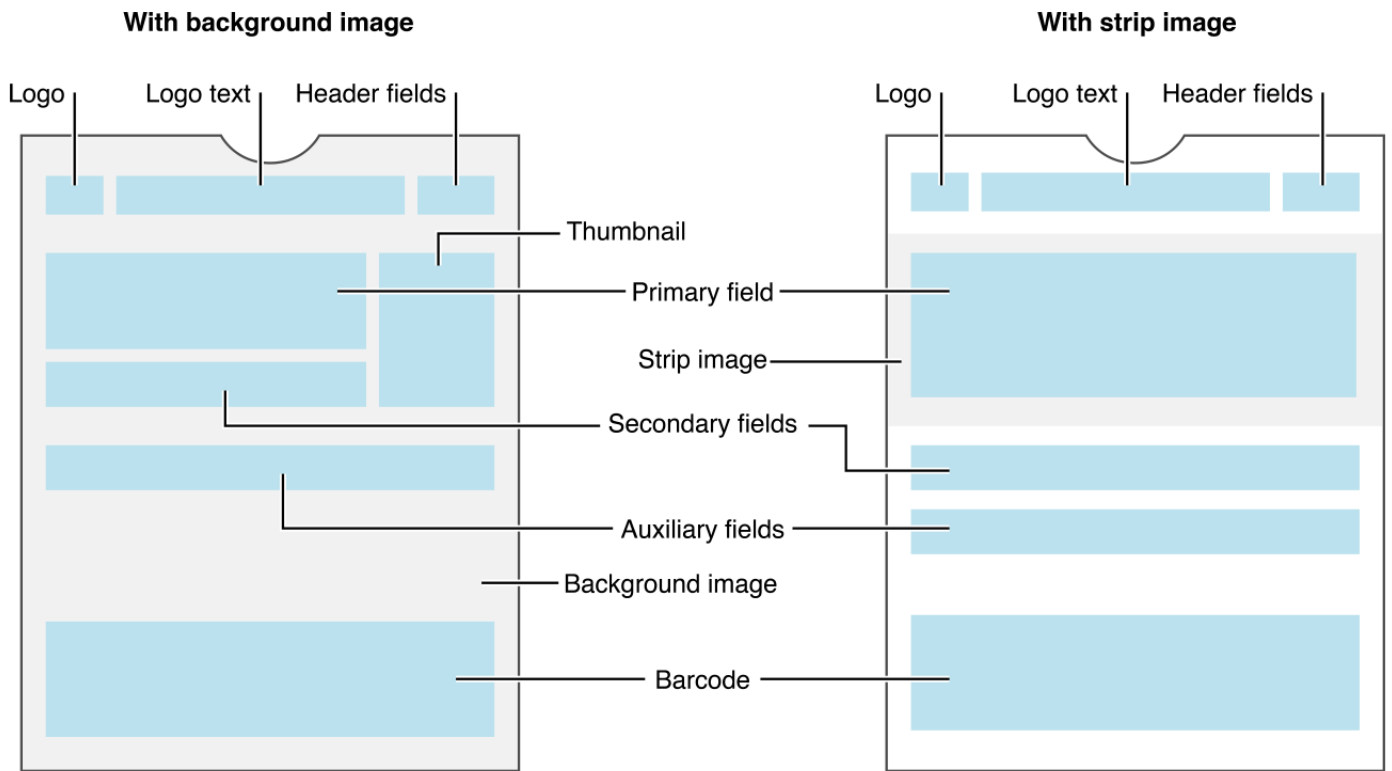 With background image
With strip image
Logo
Logo text
Header fields
Logo
Logo text
Header fields
Thumbnail
Primary field
Strip image
Secondary fields
Auxiliary fields
Background image
Barcode